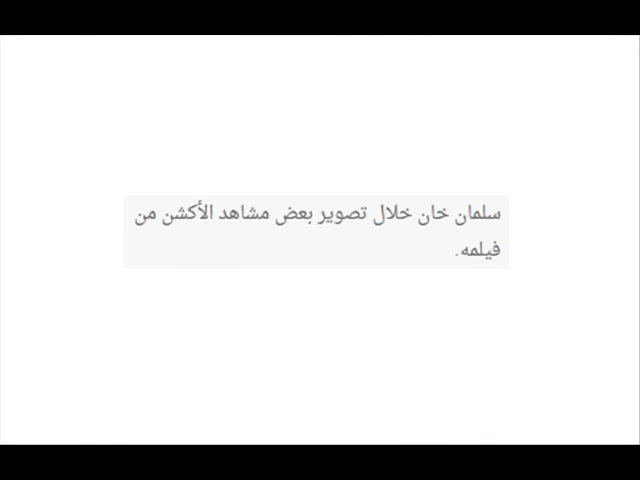 سلمان خان خلال تصوير بعض مشاهد الأكشن من
فيلمه.